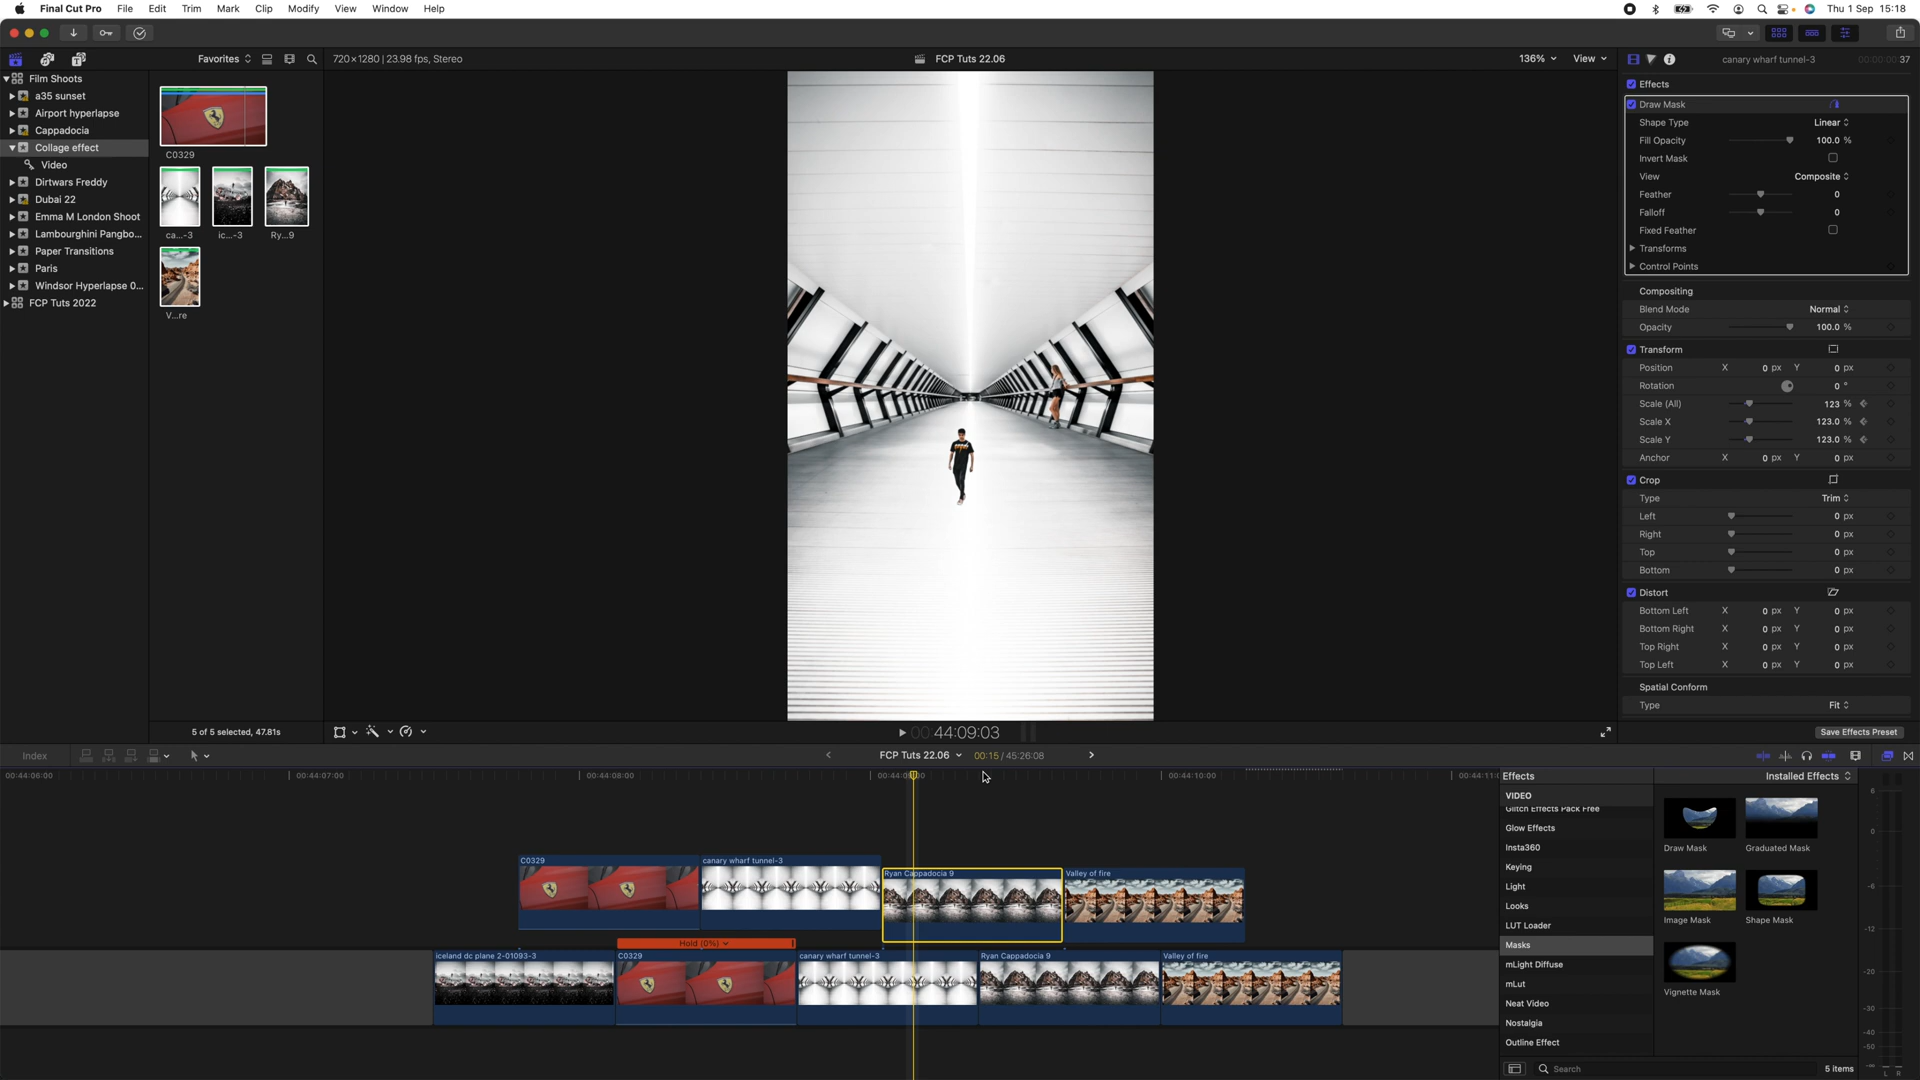 Final Cut Pro File Edit Trim Mark Clip Modify View Window Help Thu 1 Sep 15:18
Favorites 720×1280 | 23.98 fps, Stereo FCP Tuts 22.06 136% View canary wharf tunnel-3 00:00:00:37
Film Shoots
a35 sunset
Airport hyperlapse
Cappadocia
Collage effect
Video
Dirtwars Freddy
Dubai 22
Emma M London Shoot
Lambourghini Pangbo...
Paper Transitions
Paris
Windsor Hyperlapse 0...
FCP Tuts 2022
C0329
ca...-3 ic...-3 Ry...9
V...re
5 of 5 selected, 47.81s
00:44:09:03
Effects
Draw Mask
Shape Type Linear
Fill Opacity 100.0 %
Invert Mask
View Composite
Feather 0
Falloff 0
Fixed Feather
Transforms
Control Points
Compositing
Blend Mode Normal
Opacity 100.0 %
Transform
Position X 0 px Y 0 px
Rotation 0 °
Scale (All) 123 %
Scale X 123.0 %
Scale Y 123.0 %
Anchor X 0 px Y 0 px
Crop
Type Trim
Left 0 px
Right 0 px
Top 0 px
Bottom 0 px
Distort
Bottom Left X 0 px Y 0 px
Bottom Right X 0 px Y 0 px
Top Right X 0 px Y 0 px
Top Left X 0 px Y 0 px
Spatial Conform
Type Fit
Save Effects Preset
Index FCP Tuts 22.06 00:15 / 45:26:08
00:44:06:00 00:44:07:00 00:44:08:00 00:44:10:00
C0329 canary wharf tunnel-3 Ryan Cappadocia 9 Valley of fire
Hold (0%)
iceland dc plane 2-01093-3 C0329 canary wharf tunnel-3 Ryan Cappadocia 9 Valley of fire
Effects Installed Effects
VIDEO
Glitch Effects Pack Free
Glow Effects
Insta360
Keying
Light
Looks
LUT Loader
Masks
mLight Diffuse
mLut
Neat Video
Nostalgia
Outline Effect
Draw Mask Graduated Mask
Image Mask Shape Mask
Vignette Mask
Search 5 items
6
0
-6
-12
-20
-30
-40
-50
-∞
L R